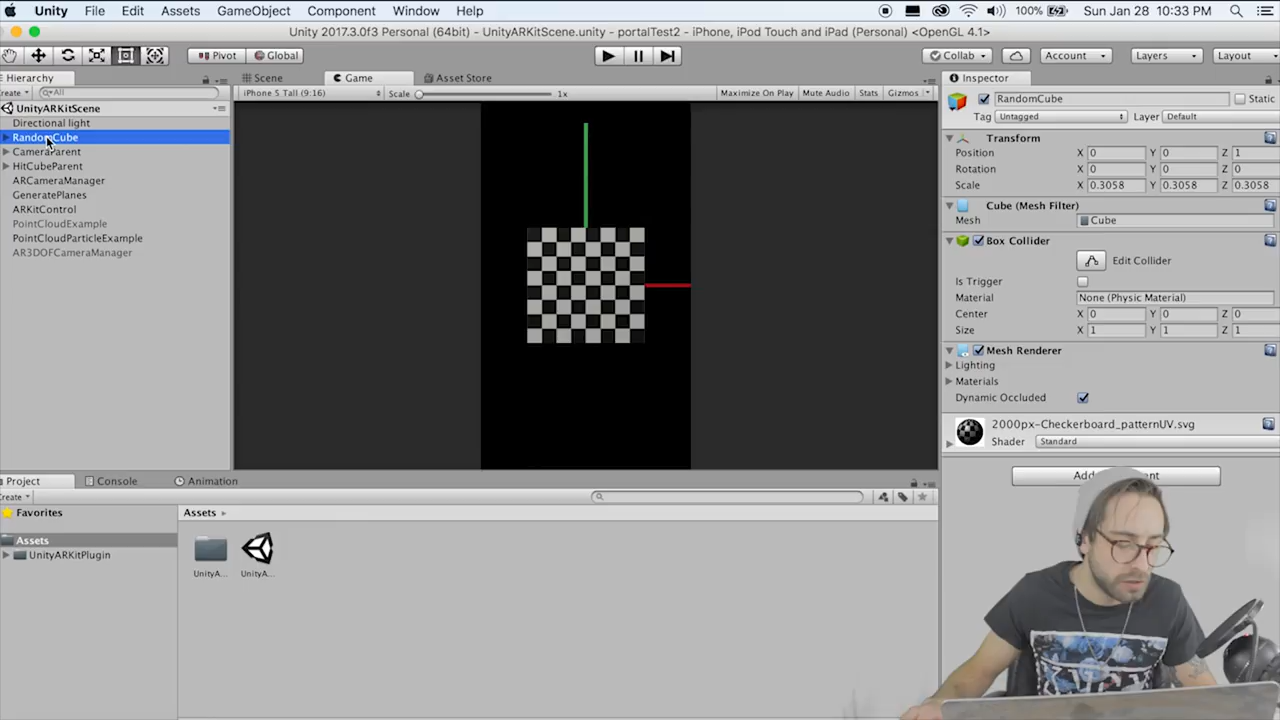 Unity File Edit Assets GameObject Component Window Help 100% Sun Jan 28 10:33 PM
Unity 2017.3.0f3 Personal (64bit) - UnityARKitScene.unity - portalTest2 - iPhone, iPod Touch and iPad (Personal) <OpenGL 4.1>
Pivot Global Collab Account Layers Layout
Hierarchy Scene Game Asset Store Inspector
All iPhone 5 Tall (9:16) Scale 1x Maximize On Play Mute Audio Stats Gizmos
RandomCube Static
UnityARKitScene
Tag Untagged Layer Default
Directional light
RandomCube
CameraParent
HitCubeParent
ARCameraManager
GeneratePlanes
ARKitControl
PointCloudExample
PointCloudParticleExample
AR3DOFCameraManager
Transform
Position X 0 Y 0 Z 1
Rotation X 0 Y 0 Z 0
Scale X 0.3058 Y 0.3058 Z 0.3058
Cube (Mesh Filter)
Mesh Cube
Box Collider
Edit Collider
Is Trigger
Material None (Physic Material)
Center X 0 Y 0 Z 0
Size X 1 Y 1 Z 1
Mesh Renderer
Lighting
Materials
Dynamic Occluded
2000px-Checkerboard_patternUV.svg
Shader Standard
Project Console Animation
Favorites
Assets
UnityARKitPlugin
Assets
UnityA... UnityA...